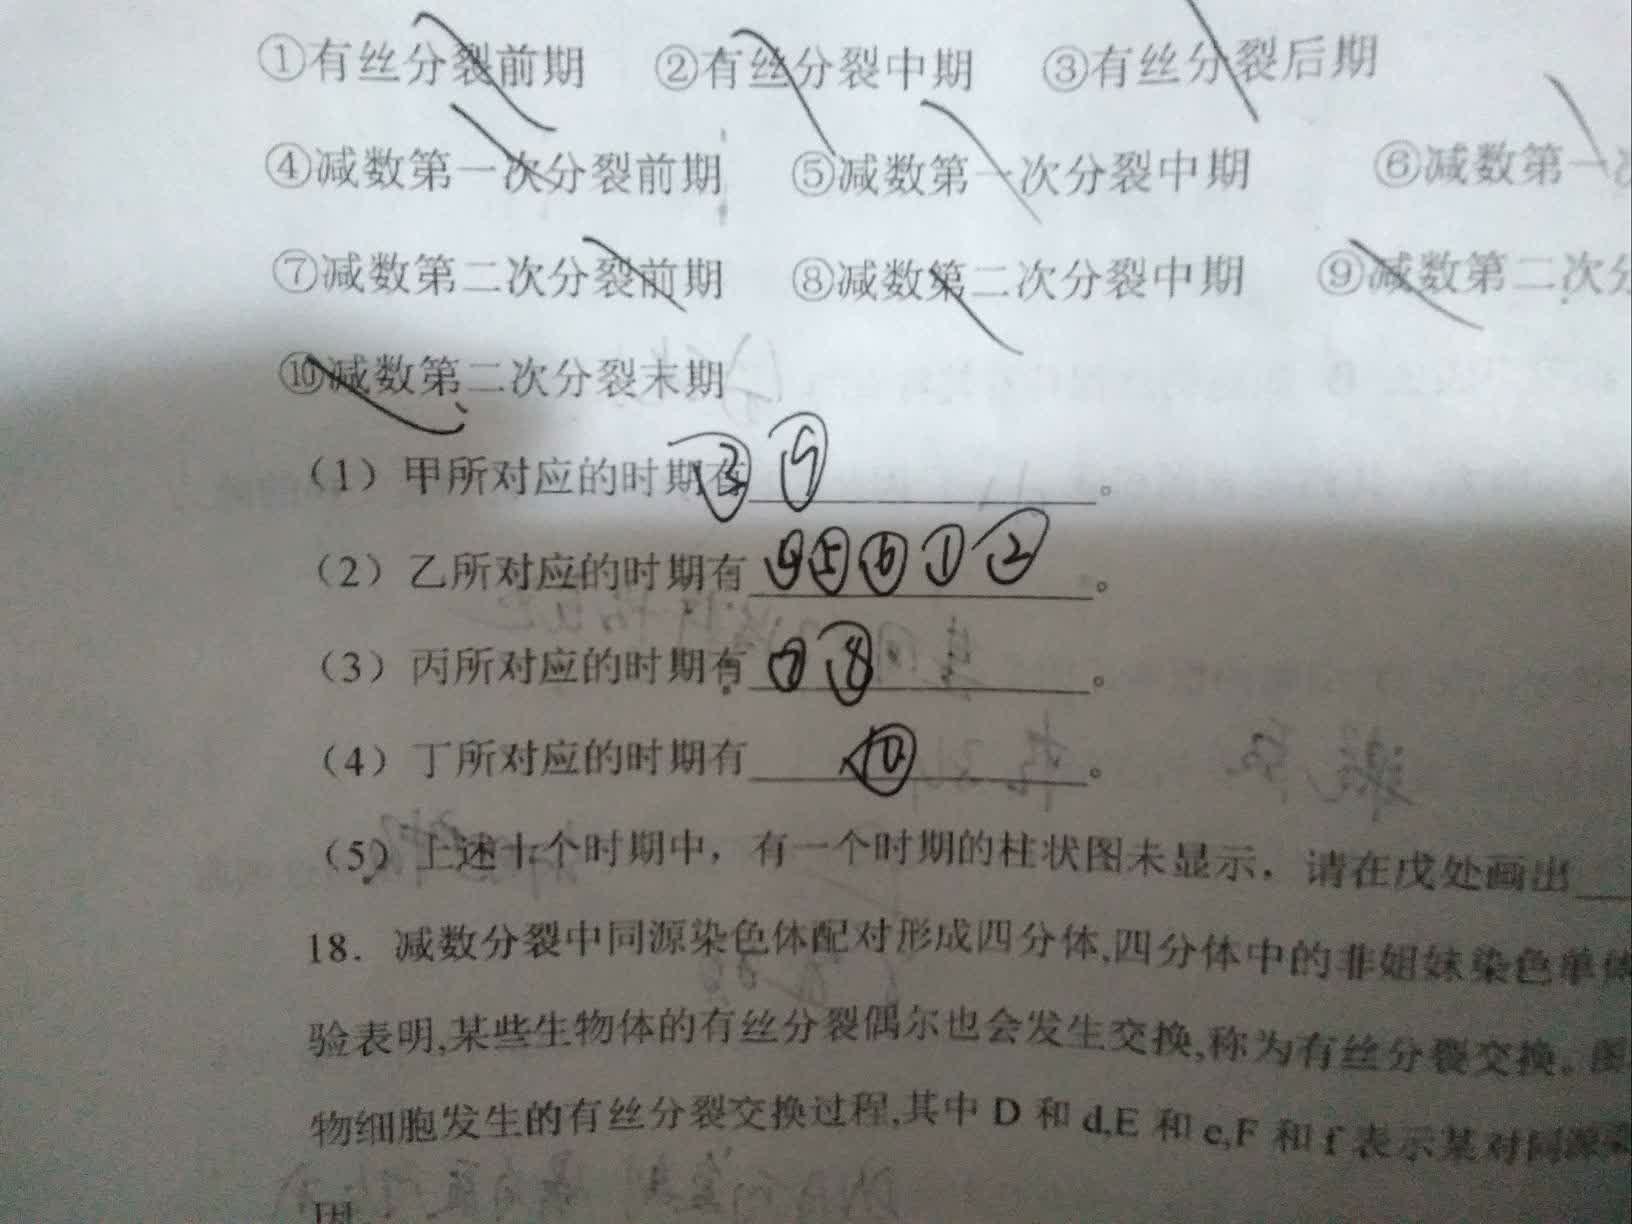 ①有丝分裂前期 ②有丝分裂中期 ③有丝分裂后期
④减数第一次分裂前期 ⑤减数第一次分裂中期 ⑥减数第一次
⑦减数第二次分裂前期 ⑧减数第二次分裂中期 ⑨减数第二次分
⑩减数第二次分裂末期
（1）甲所对应的时期有 ③ ⑨ 。
（2）乙所对应的时期有 ④⑤⑥①② 。
（3）丙所对应的时期有 ⑦⑧ 。
（4）丁所对应的时期有 ⑩ 。
（5）上述十个时期中，有一个时期的柱状图未显示，请在戊处画出
18．减数分裂中同源染色体配对形成四分体,四分体中的非姐妹染色单体
验表明,某些生物体的有丝分裂偶尔也会发生交换,称为有丝分裂交换。图
物细胞发生的有丝分裂交换过程,其中 D 和 d,E 和 e,F 和 f 表示某对同源染
因